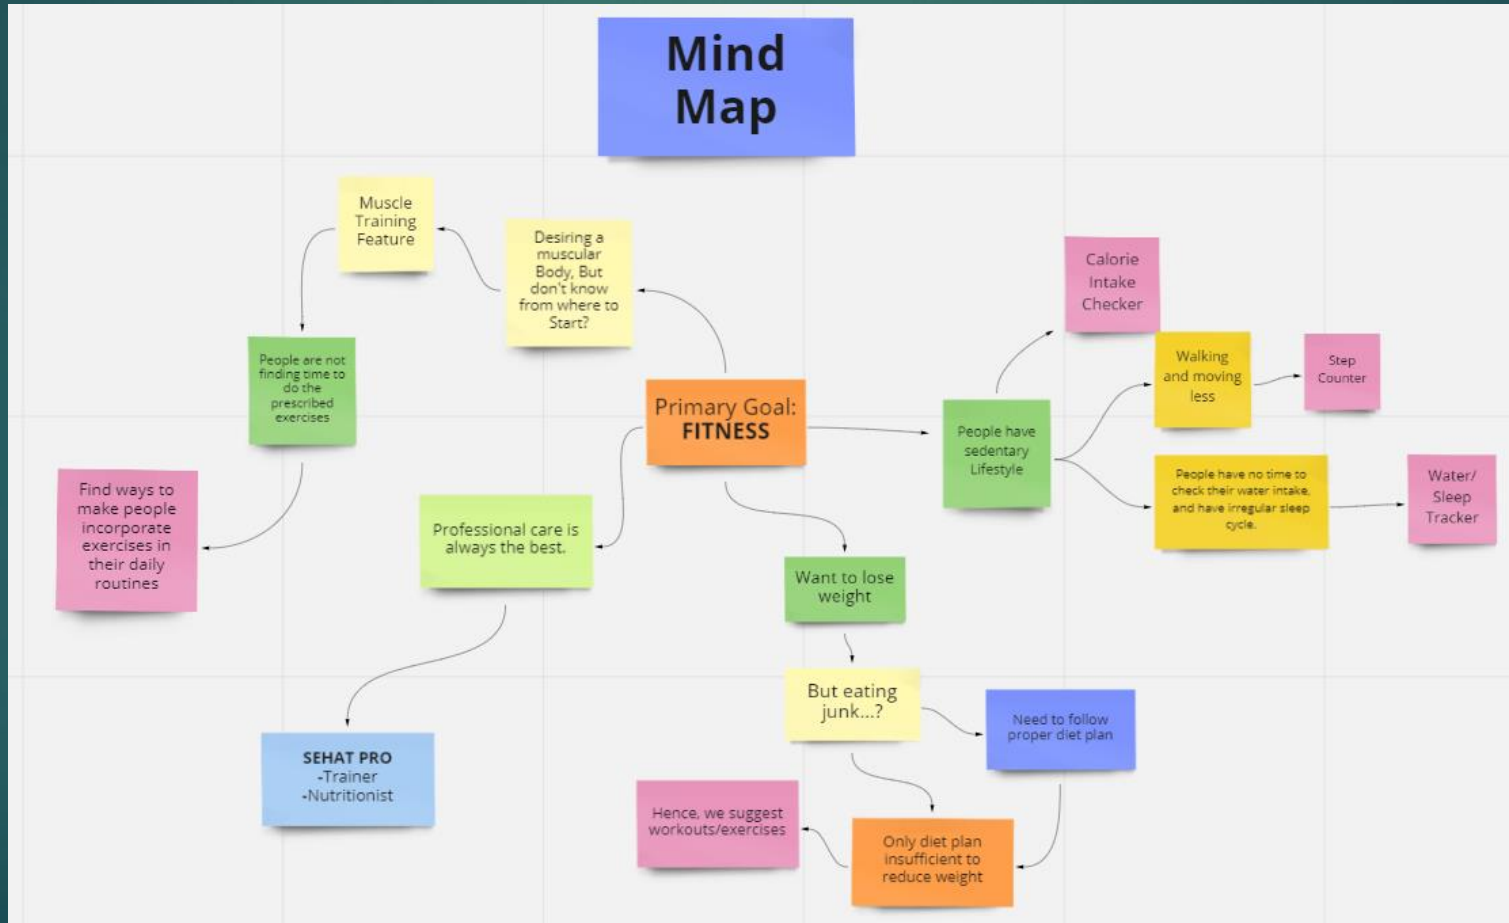 Mind
Map
Muscle
Training
Feature
Desiring a
muscular
Body, But
don't know
from where to
Start?
People are not
finding time to
do the
prescribed
exercises
Find ways to
make people
incorporate
exercises in
their daily
routines
Primary Goal:
FITNESS
Professional care is
always the best.
SEHAT PRO
-Trainer
-Nutritionist
Want to lose
weight
But eating
junk...?
Need to follow
proper diet plan
Only diet plan
insufficient to
reduce weight
Hence, we suggest
workouts/exercises
People have
sedentary
Lifestyle
Calorie
Intake
Checker
Walking
and moving
less
Step
Counter
People have no time to
check their water intake,
and have irregular sleep
cycle.
Water/
Sleep
Tracker